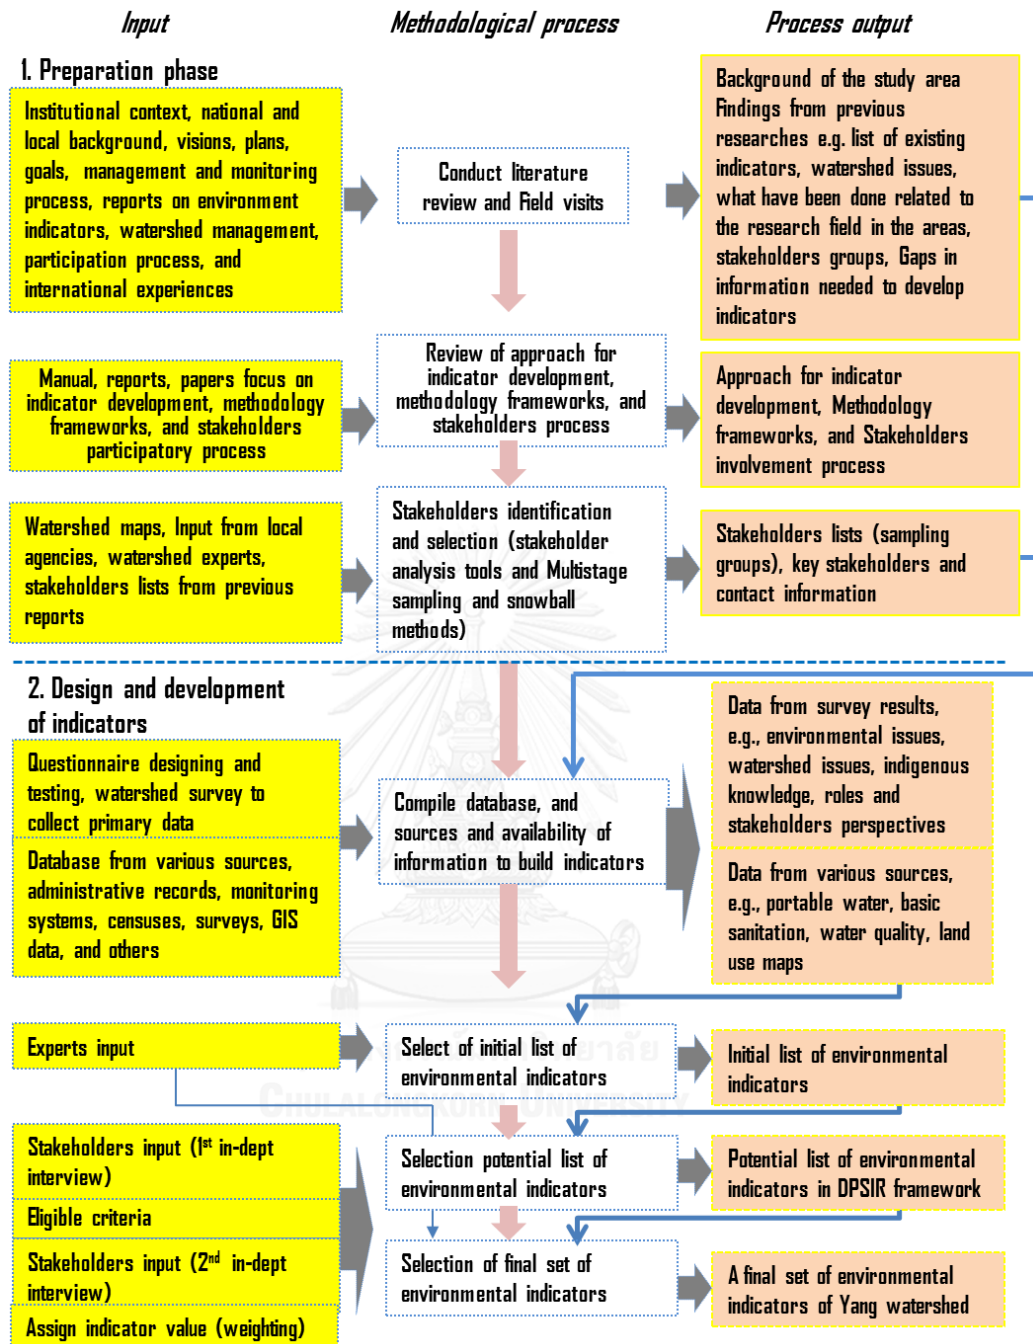 Input
Methodological process
Process output
1. Preparation phase
Institutional context, national and
local background, visions, plans,
goals, management and monitoring
process, reports on environment
indicators, watershed management,
participation process, and
international experiences
Conduct literature
review and Field visits
Background of the study area
Findings from previous
researches e.g. list of existing
indicators, watershed issues,
what have been done related to
the research field in the areas,
stakeholders groups, Gaps in
information needed to develop
indicators
Manual, reports, papers focus on
indicator development, methodology
frameworks, and stakeholders
participatory process
Review of approach for
indicator development,
methodology frameworks, and
stakeholders process
Approach for indicator
development, Methodology
frameworks, and Stakeholders
involvement process
Watershed maps, Input from local
agencies, watershed experts,
stakeholders lists from previous
reports
Stakeholders identification
and selection (stakeholder
analysis tools and Multistage
sampling and snowball
methods)
Stakeholders lists (sampling
groups), key stakeholders and
contact information
2. Design and development
of indicators
Questionnaire designing and
testing, watershed survey to
collect primary data
Database from various sources,
administrative records, monitoring
systems, censuses, surveys, GIS
data, and others
Compile database, and
sources and availability of
information to build indicators
Data from survey results,
e.g., environmental issues,
watershed issues, indigenous
knowledge, roles and
stakeholders perspectives
Data from various sources,
e.g., portable water, basic
sanitation, water quality, land
use maps
Experts input
Select of initial list of
environmental indicators
Initial list of environmental
indicators
CHULALONGKORN UNIVERSITY
Stakeholders input (1st in-dept
interview)
Eligible criteria
Stakeholders input (2nd in-dept
interview)
Assign indicator value (weighting)
Selection potential list of
environmental indicators
Potential list of environmental
indicators in DPSIR framework
Selection of final set of
environmental indicators
A final set of environmental
indicators of Yang watershed